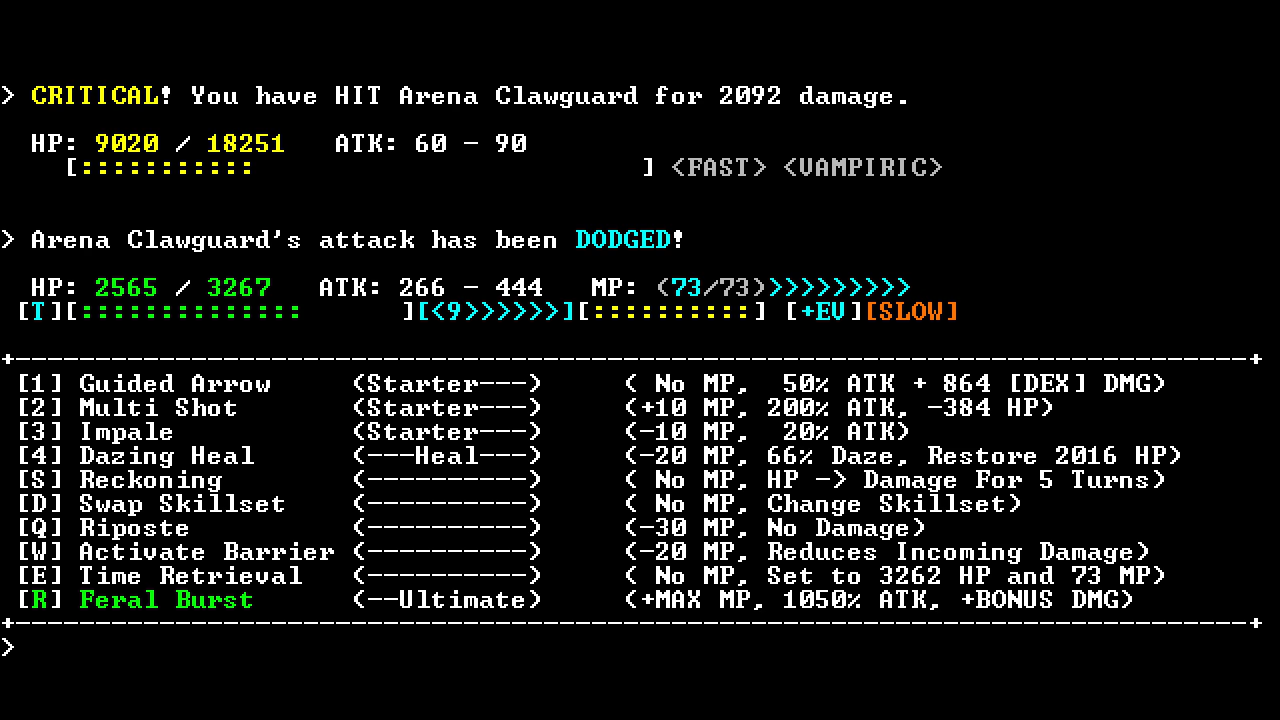 > CRITICAL! You have HIT Arena Clawguard for 2092 damage.
HP: 9020 / 18251   ATK: 60 - 90
[:::::::::::                         ] <FAST> <VAMPIRIC>
> Arena Clawguard's attack has been DODGED!
HP: 2565 / 3267   ATK: 266 - 444   MP: (73/73)>>>>>>>>>
[T][::::::::::::::      ][<9>>>>>>][::::::::::] [+EV][SLOW]
+-----------------------------------------------------------------------------+
[1] Guided Arrow     (Starter---)     ( No MP,  50% ATK + 864 [DEX] DMG)
[2] Multi Shot       (Starter---)     (+10 MP, 200% ATK, -384 HP)
[3] Impale           (Starter---)     (-10 MP,  20% ATK)
[4] Dazing Heal      (---Heal---)     (-20 MP, 66% Daze, Restore 2016 HP)
[S] Reckoning        (----------)     ( No MP, HP -> Damage For 5 Turns)
[D] Swap Skillset    (----------)     ( No MP, Change Skillset)
[Q] Riposte          (----------)     (-30 MP, No Damage)
[W] Activate Barrier (----------)     (-20 MP, Reduces Incoming Damage)
[E] Time Retrieval   (----------)     ( No MP, Set to 3262 HP and 73 MP)
[R] Feral Burst      (--Ultimate)     (+MAX MP, 1050% ATK, +BONUS DMG)
+-----------------------------------------------------------------------------+
>